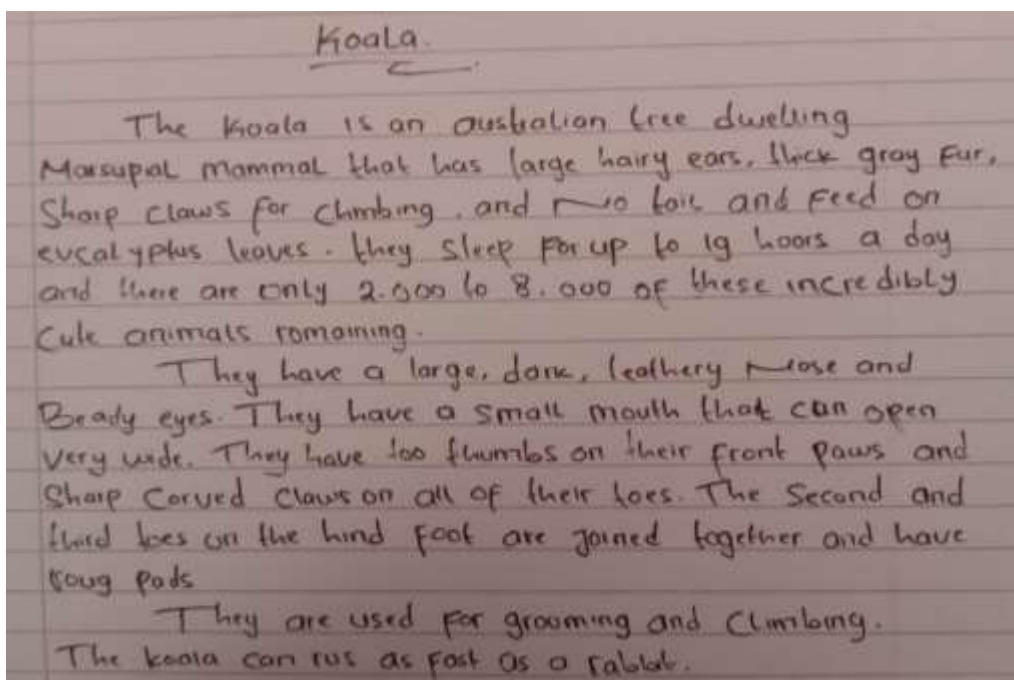 Koala.
The Koala is an australian tree dwelling
Marsupal mammal that has large hairy ears, thick gray Fur,
Sharp claws for climbing, and No tail and Feed on
eucalyptus leaves. they sleep For up to 19 hoors a day
and there are only 2.000 to 8.000 of these incredibly
Cute animals romaining.
They have a large, dark, leathery Nose and
Beady eyes. They have a small mouth that can open
very wide. They have too thumbs on their front paws and
Sharp Corved Claws on all of their toes. The Second and
third toes on the hind foot are joined together and have
roug pads
They are used for grooming and Climbing.
The koala can rus as fast as a rabbit.